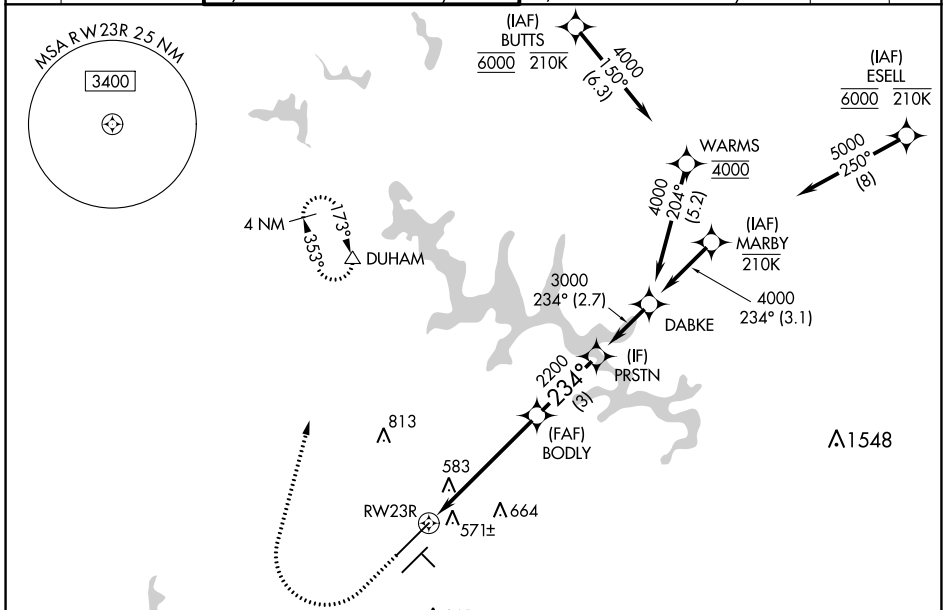 MSA RW23R 25 NM
3400
(IAF)
BUTTS
6000 210K
4000
150°
(6.3)
(IAF)
ESELL
6000 210K
5000
250°
(8)
WARMS
4000
4000
204°
(5.2)
(IAF)
MARBY
210K
4 NM
353°
173°
DUHAM
3000
234° (2.7)
4000
234° (3.1)
DABKE
(IF)
PRSTN
2200
234°
(3)
(FAF)
BODLY
813
1548
583
RW23R
664
571±